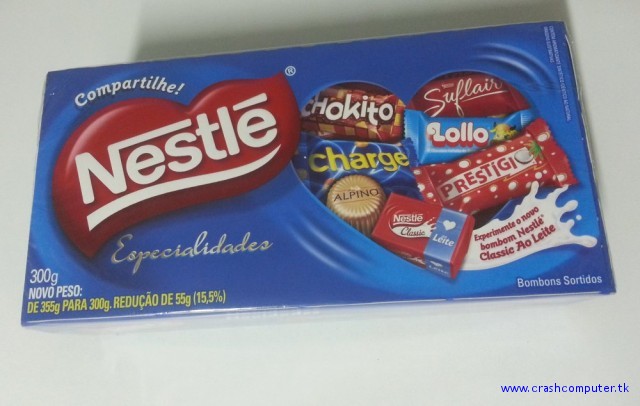 Compartilhe!
Nestlé®
Especialidades
300g
NOVO PESO:
DE 355g PARA 300g. REDUÇÃO DE 55g (15,5%)
CHOKITO
Suflair
Lollo
charge
ALPINO
PRESTÍGIO
Nestlé
Classic
Leite
Experimente o novo
bombom Nestlé®
Classic Ao Leite
Bombons Sortidos
www.crashcomputer.tk